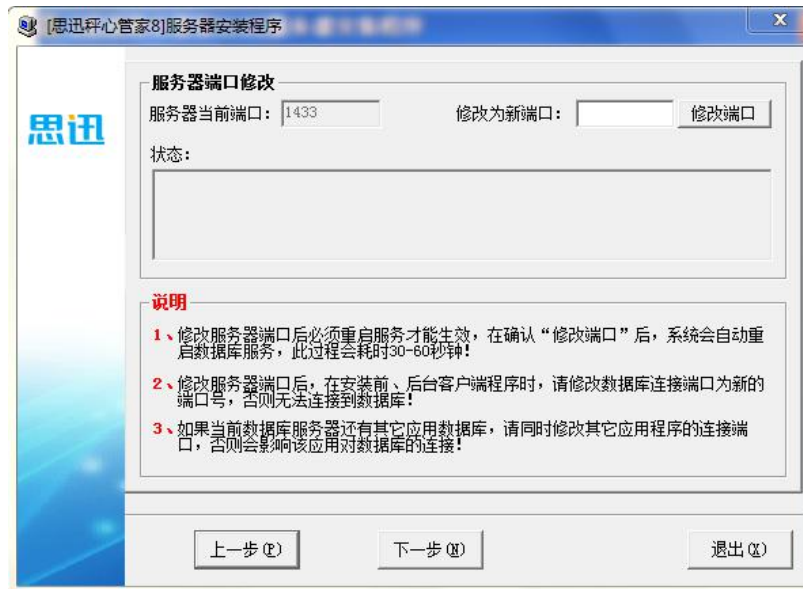 [思迅秤心管家8]服务器安装程序
思迅
服务器端口修改
服务器当前端口： 1433 修改为新端口： 修改端口
状态：
说明
1、修改服务器端口后必须重启服务才能生效，在确认“修改端口”后，系统会自动重
启数据库服务，此过程会耗时30-60秒钟！
2、修改服务器端口后，在安装前、后台客户端程序时，请修改数据库连接端口为新的
端口号，否则无法连接到数据库！
3、如果当前数据库服务器还有其它应用数据库，请同时修改其它应用程序的连接端
口，否则会影响该应用对数据库的连接！
上一步(P) 下一步(N) 退出(X)